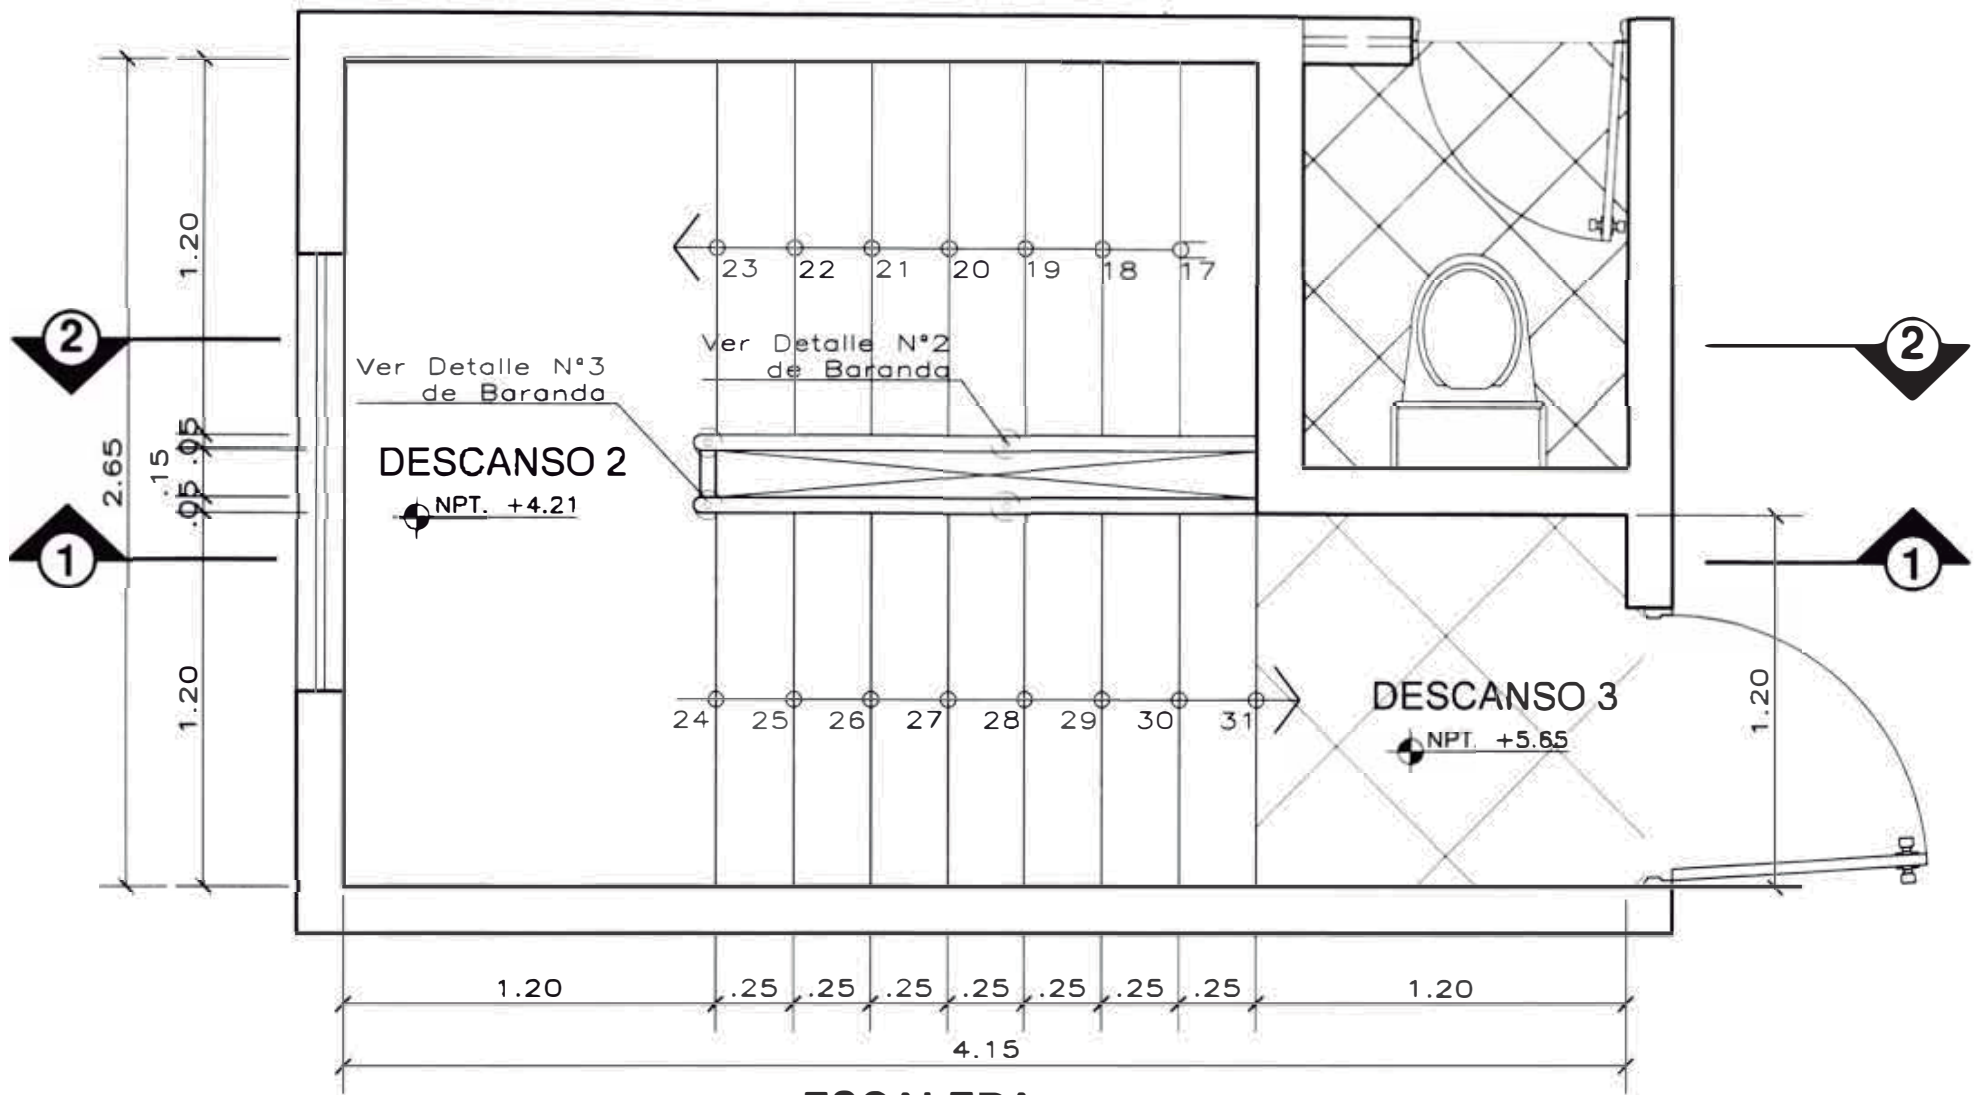 1.20
2.65
.15
.05
.05
1.20
2
2
1
1
23 22 21 20 19 18 17
Ver Detalle N°2
de Baranda
Ver Detalle N°3
de Baranda
DESCANSO 2
NPT. +4.21
24 25 26 27 28 29 30 31
DESCANSO 3
NPT. +5.65
1.20
1.20 .25 .25 .25 .25 .25 .25 .25 1.20
4.15
ESCALERA